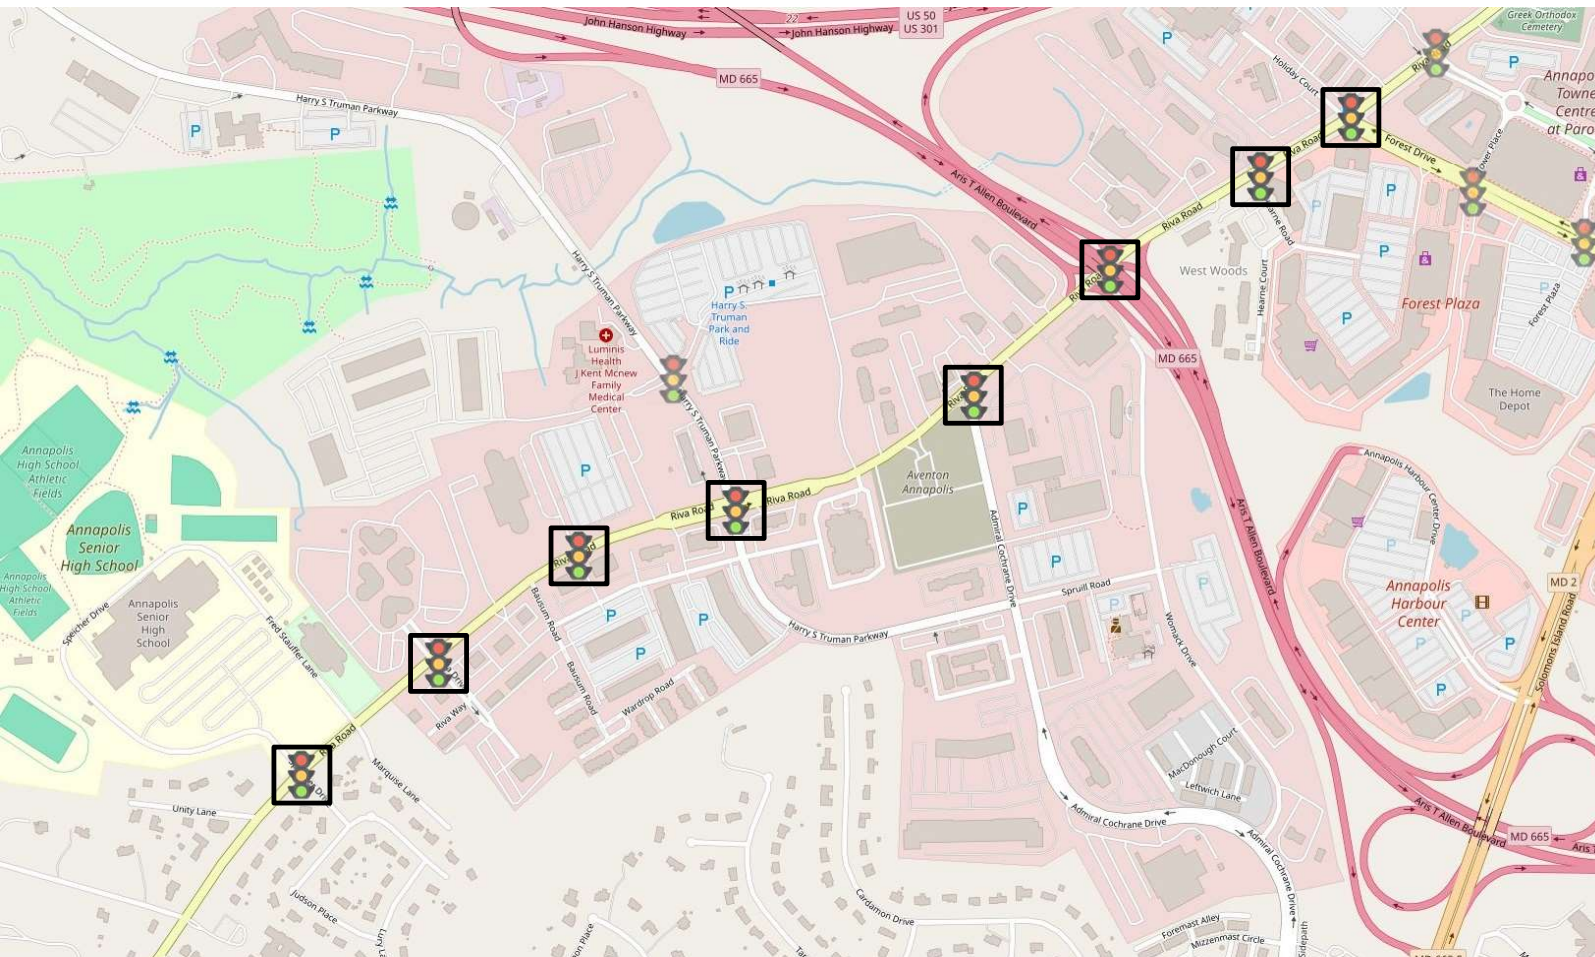 22
US 50
US 301
John Hanson Highway
John Hanson Highway
Greek Orthodox
Cemetery
P
Holiday Court
P
MD 665
Harry S Truman Parkway
P
P
Forest Drive
Riva Road
Aris T Allen Boulevard
P
P
Riva Road
P
West Woods
Hearne Court
Forest Plaza
Forest Plaza
P
P
Harry S Truman Parkway
P
Harry S.
Truman
Park and
Ride
Luminis
Health
J Kent Mcnew
Family
Medical
Center
MD 665
The Home
Depot
Harry S Truman Parkway
Annapolis
High School
Athletic
Fields
Aventon
Annapolis
P
Annapolis Harbour Center Drive
Riva Road
Riva Road
P
Aris T Allen Boulevard
Admiral Cochrane Drive
P
P
Annapolis
Senior
High School
Annapolis
High School
Athletic
Fields
Annapolis
Senior
High
School
Speicher Drive
Fred Stauffer Lane
Bausum Road
P
P
P
Spruill Road
P
P
MD 2
Annapolis
Harbour
Center
P
P
P
Solomons Island Road
Harry S Truman Parkway
Womack Drive
Bausum Road
Wardrop Road
Riva Way
Riva Road
Marquise Lane
Unity Lane
MacDonough Court
Leftwich Lane
Admiral Cochrane Drive
Admiral Cochrane Drive
Aris T Allen Boulevard
MD 665
Judson Place
Cardamon Drive
Foremast Alley
Mizzenmast Circle
Sidepath